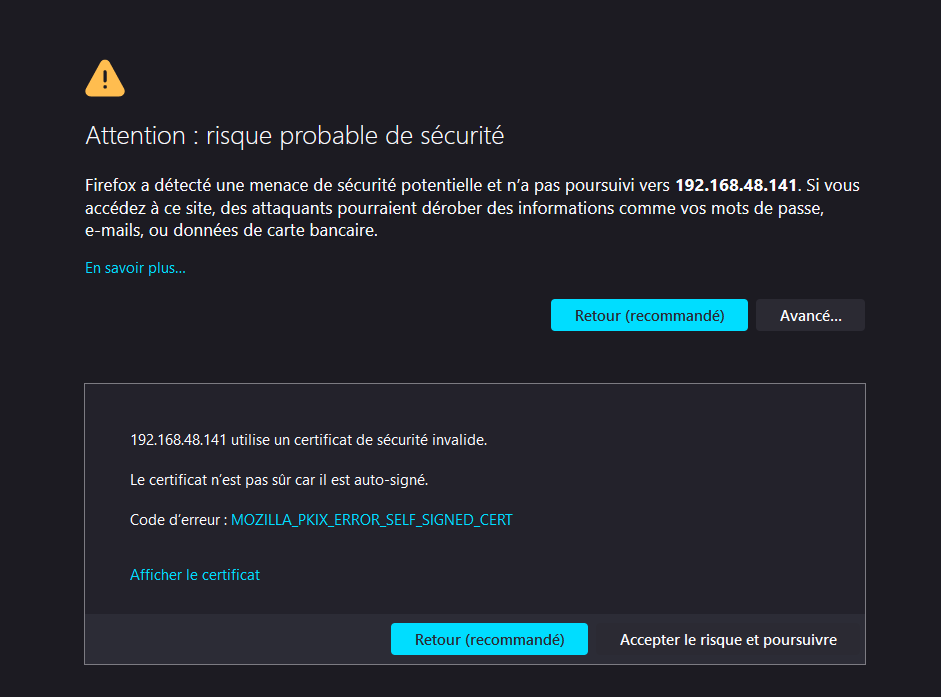 Attention : risque probable de sécurité
Firefox a détecté une menace de sécurité potentielle et n’a pas poursuivi vers 192.168.48.141. Si vous
accédez à ce site, des attaquants pourraient dérober des informations comme vos mots de passe,
e-mails, ou données de carte bancaire.
En savoir plus…
Retour (recommandé) Avancé…
192.168.48.141 utilise un certificat de sécurité invalide.
Le certificat n’est pas sûr car il est auto-signé.
Code d’erreur : MOZILLA_PKIX_ERROR_SELF_SIGNED_CERT
Afficher le certificat
Retour (recommandé) Accepter le risque et poursuivre